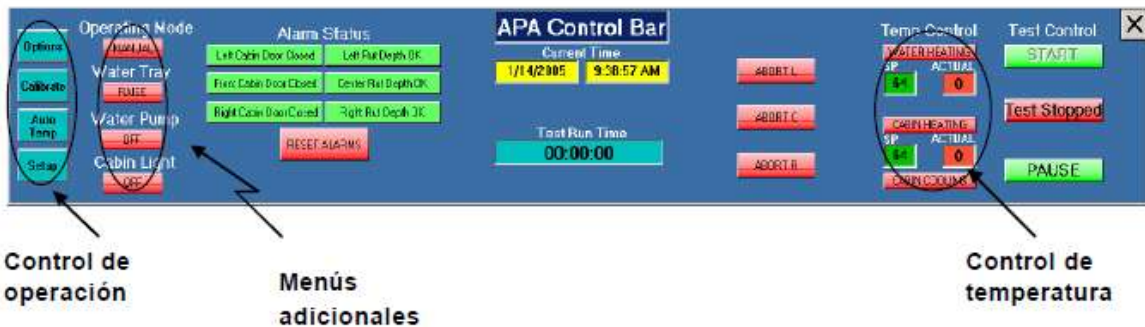 APA Control Bar
Options
Calibrate
Auto
Temp
Setup
Operating Mode
MANUAL
Water Tray
RAISE
Water Pump
OFF
Cabin Light
OFF
Alarm Status
Left Cabin Door Closed
Left Rut Depth OK
Front Cabin Door Closed
Center Rut Depth OK
Right Cabin Door Closed
Right Rut Depth OK
RESET ALARMS
Current Time
1/14/2005
9:38:57 AM
Test Run Time
00:00:00
ABORT L
ABORT C
ABORT R
Temp Control
WATER HEATING
SP ACTUAL
64 0
CABIN HEATING
SP ACTUAL
64 0
CABIN COOLING
Test Control
START
Test Stopped
PAUSE
X
Control de
operación
Menús
adicionales
Control de
temperatura